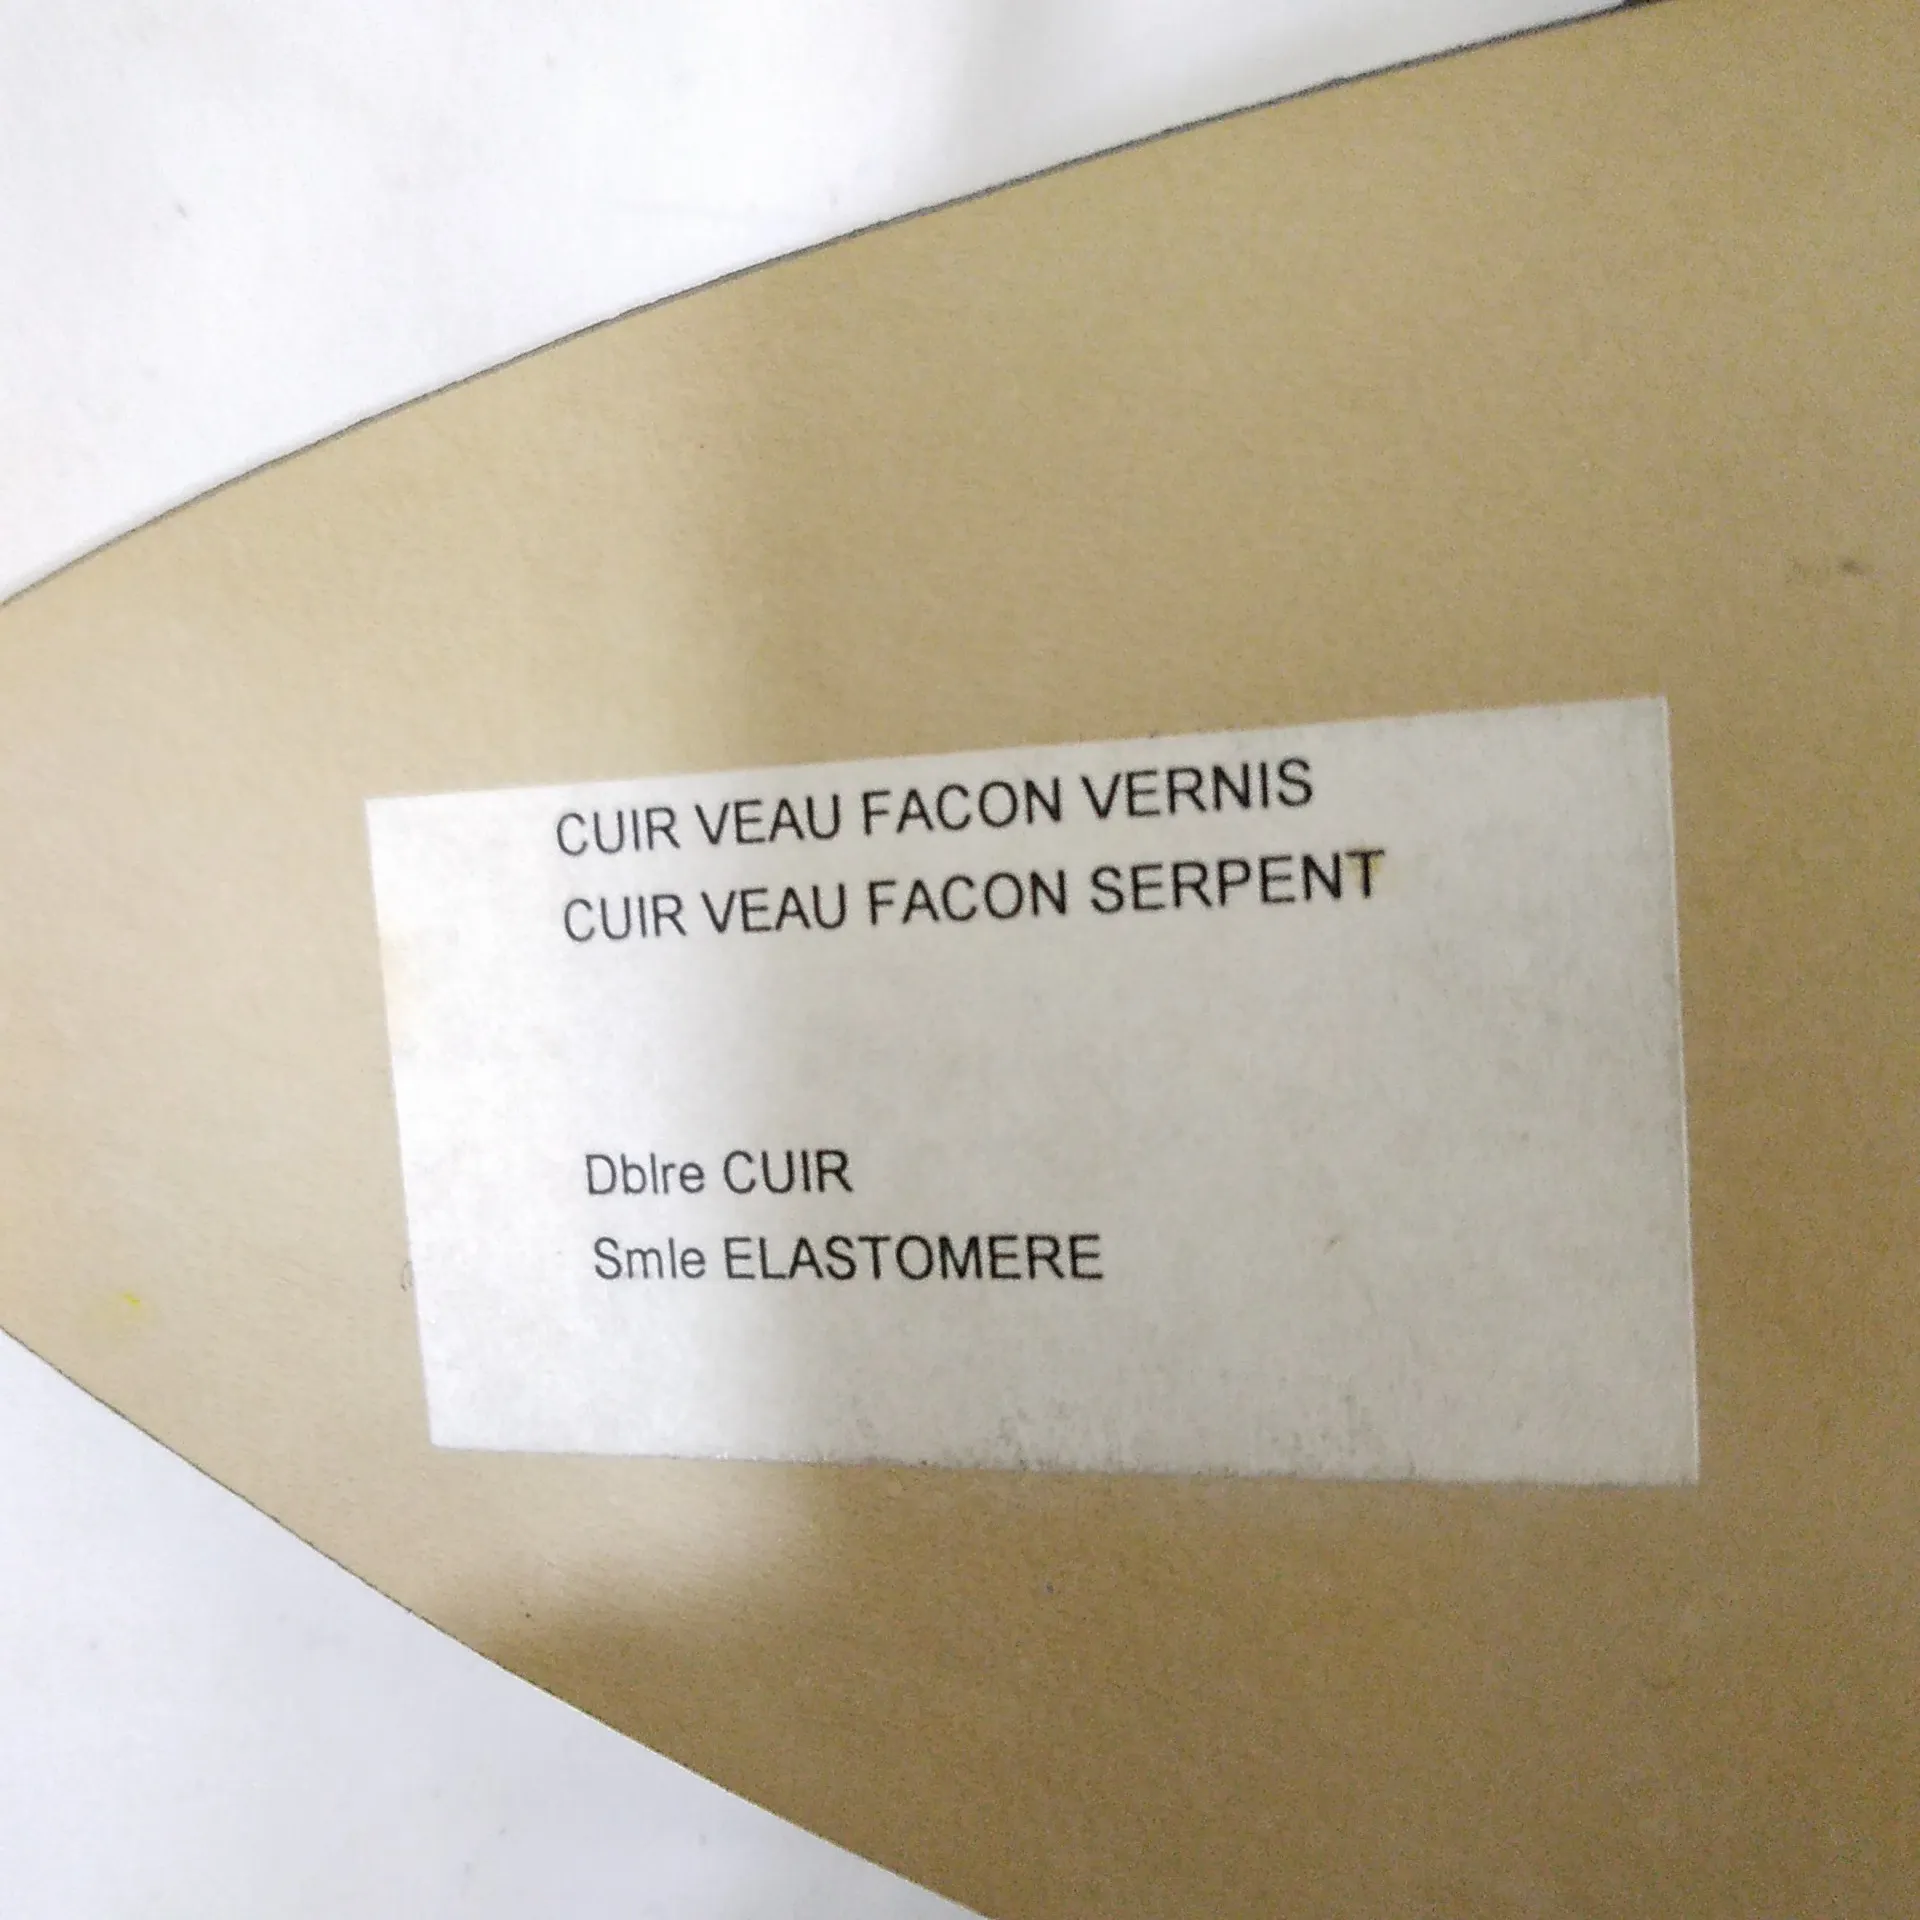 CUIR VEAU FACON VERNIS
CUIR VEAU FACON SERPENT
Dblre CUIR
Smle ELASTOMERE